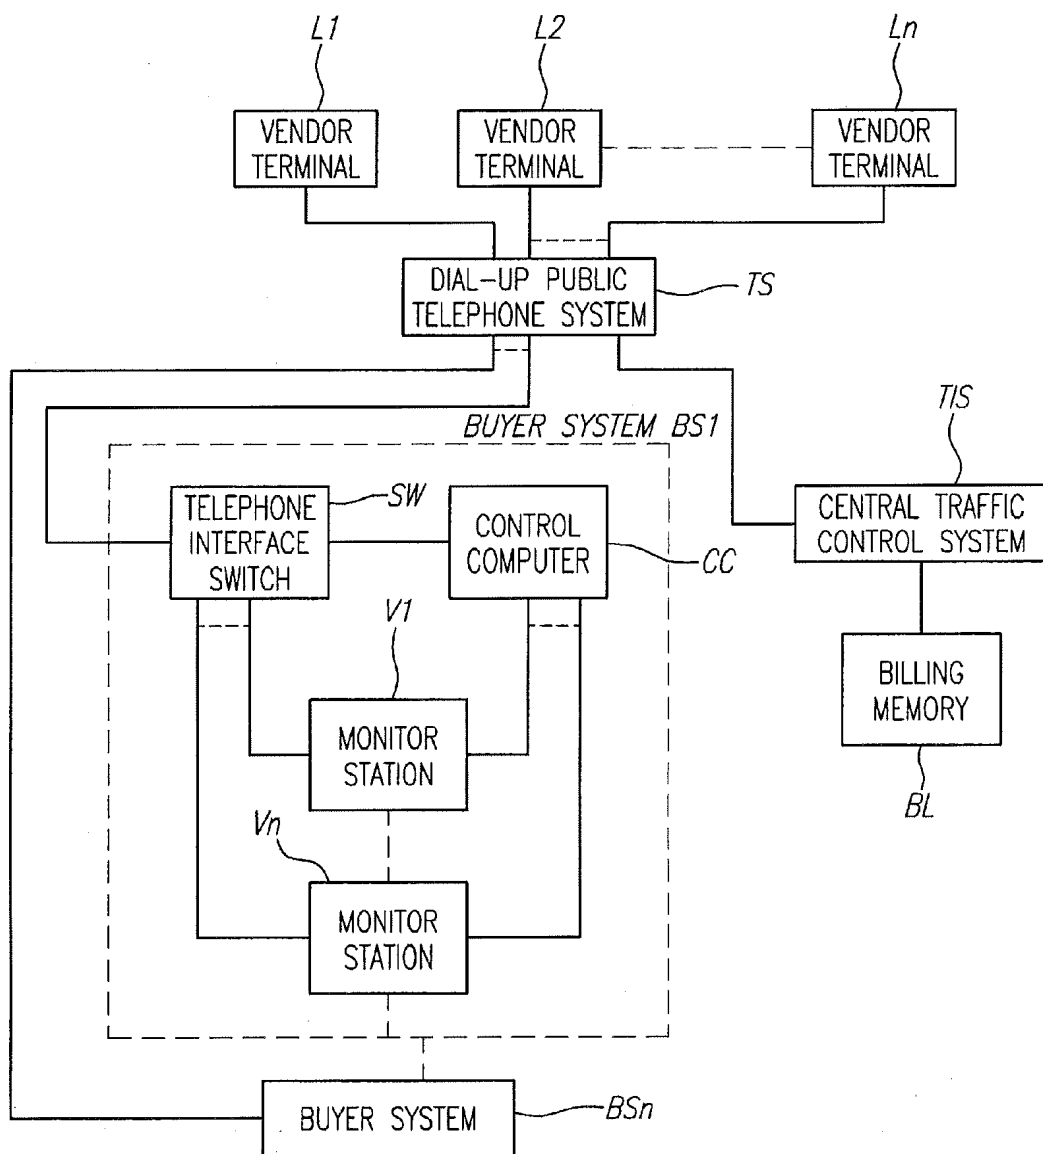 L1
L2
Ln
VENDOR
TERMINAL
VENDOR
TERMINAL
VENDOR
TERMINAL
DIAL-UP PUBLIC
TELEPHONE SYSTEM
TS
BUYER SYSTEM BS1
TIS
TELEPHONE
INTERFACE
SWITCH
SW
CONTROL
COMPUTER
CC
CENTRAL TRAFFIC
CONTROL SYSTEM
V1
MONITOR
STATION
BILLING
MEMORY
BL
Vn
MONITOR
STATION
BUYER SYSTEM
BSn